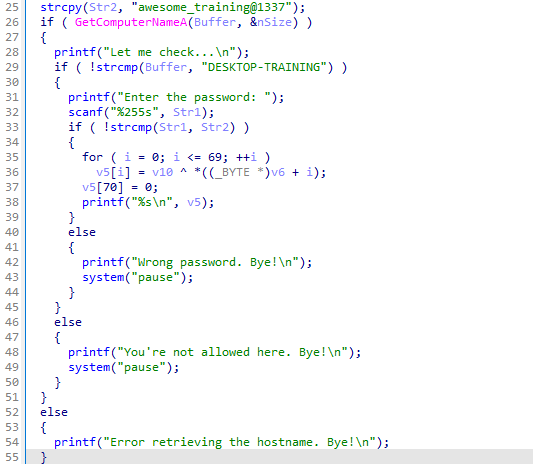 25 strcpy(Str2, "awesome_training@1337");
26 if ( GetComputerNameA(Buffer, &nSize) )
27 {
28 printf("Let me check...\n");
29 if ( !strcmp(Buffer, "DESKTOP-TRAINING") )
30 {
31 printf("Enter the password: ");
32 scanf("%255s", Str1);
33 if ( !strcmp(Str1, Str2) )
34 {
35 for ( i = 0; i <= 69; ++i )
36 v5[i] = v10 ^ *((_BYTE *)v6 + i);
37 v5[70] = 0;
38 printf("%s\n", v5);
39 }
40 else
41 {
42 printf("Wrong password. Bye!\n");
43 system("pause");
44 }
45 }
46 else
47 {
48 printf("You're not allowed here. Bye!\n");
49 system("pause");
50 }
51 }
52 else
53 {
54 printf("Error retrieving the hostname. Bye!\n");
55 }